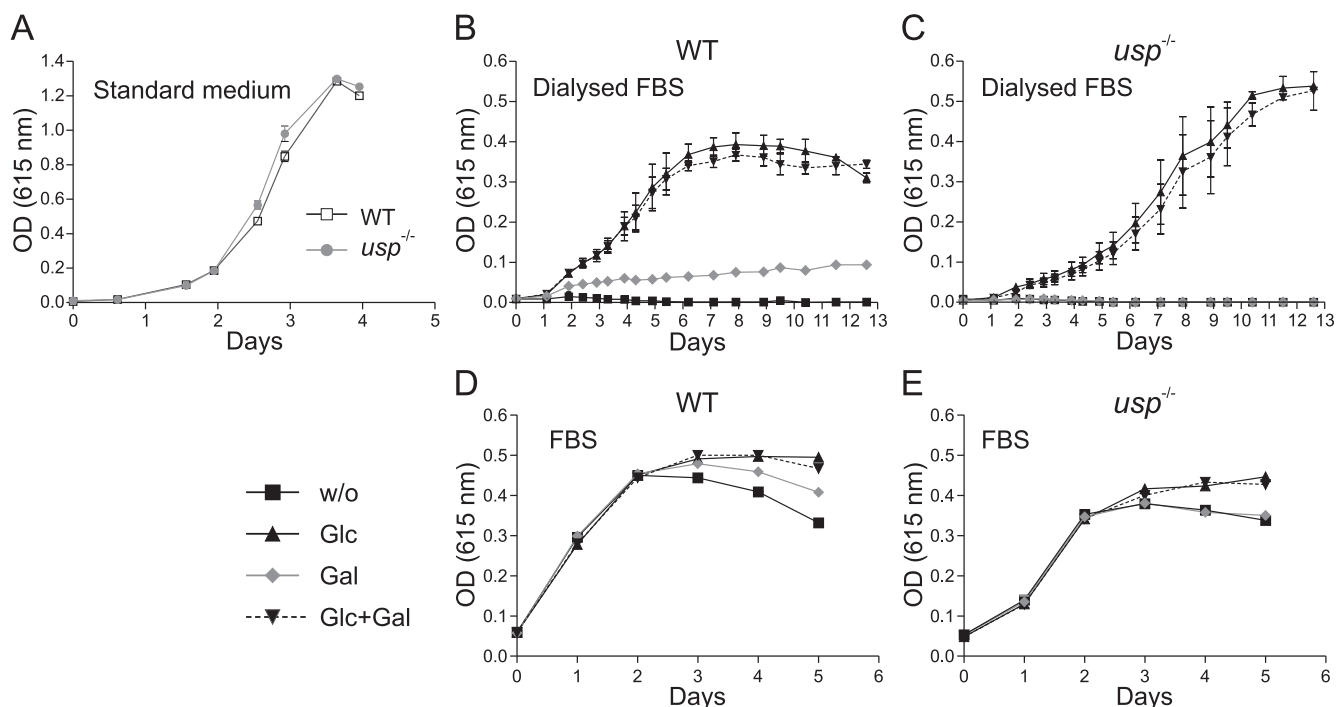 A
Standard medium
OD (615 nm)
1.4
1.2
1.0
0.8
0.6
0.4
0.2
0.0
WT
usp-/-
0 1 2 3 4 5
Days
B
WT
Dialysed FBS
OD (615 nm)
0.6
0.5
0.4
0.3
0.2
0.1
0.0
0 1 2 3 4 5 6 7 8 9 10 11 12 13
Days
C
usp-/-
Dialysed FBS
OD (615 nm)
0.6
0.5
0.4
0.3
0.2
0.1
0.0
0 1 2 3 4 5 6 7 8 9 10 11 12 13
Days
w/o
Glc
Gal
Glc+Gal
D
WT
FBS
OD (615 nm)
0.6
0.5
0.4
0.3
0.2
0.1
0.0
0 1 2 3 4 5 6
Days
E
usp-/-
FBS
OD (615 nm)
0.6
0.5
0.4
0.3
0.2
0.1
0.0
0 1 2 3 4 5 6
Days